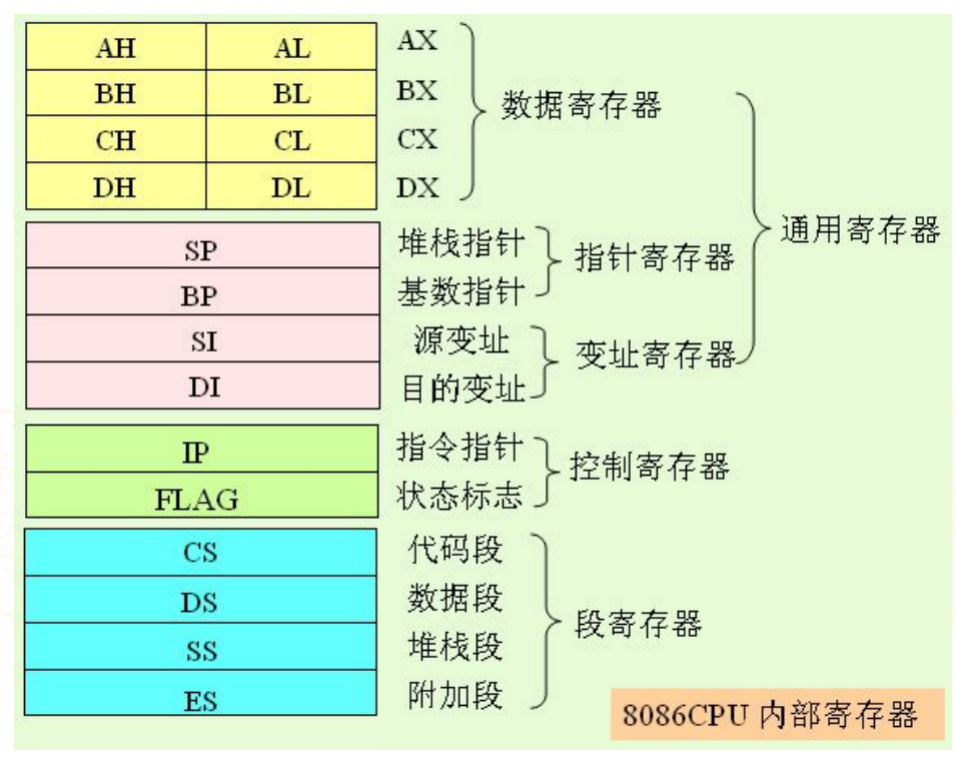 AH AL AX
BH BL BX
数据寄存器
CH CL CX
DH DL DX
通用寄存器
SP 堆栈指针
指针寄存器
BP 基数指针
SI 源变址
变址寄存器
DI 目的变址
IP 指令指针
控制寄存器
FLAG 状态标志
CS 代码段
DS 数据段
段寄存器
SS 堆栈段
ES 附加段
8086CPU 内部寄存器